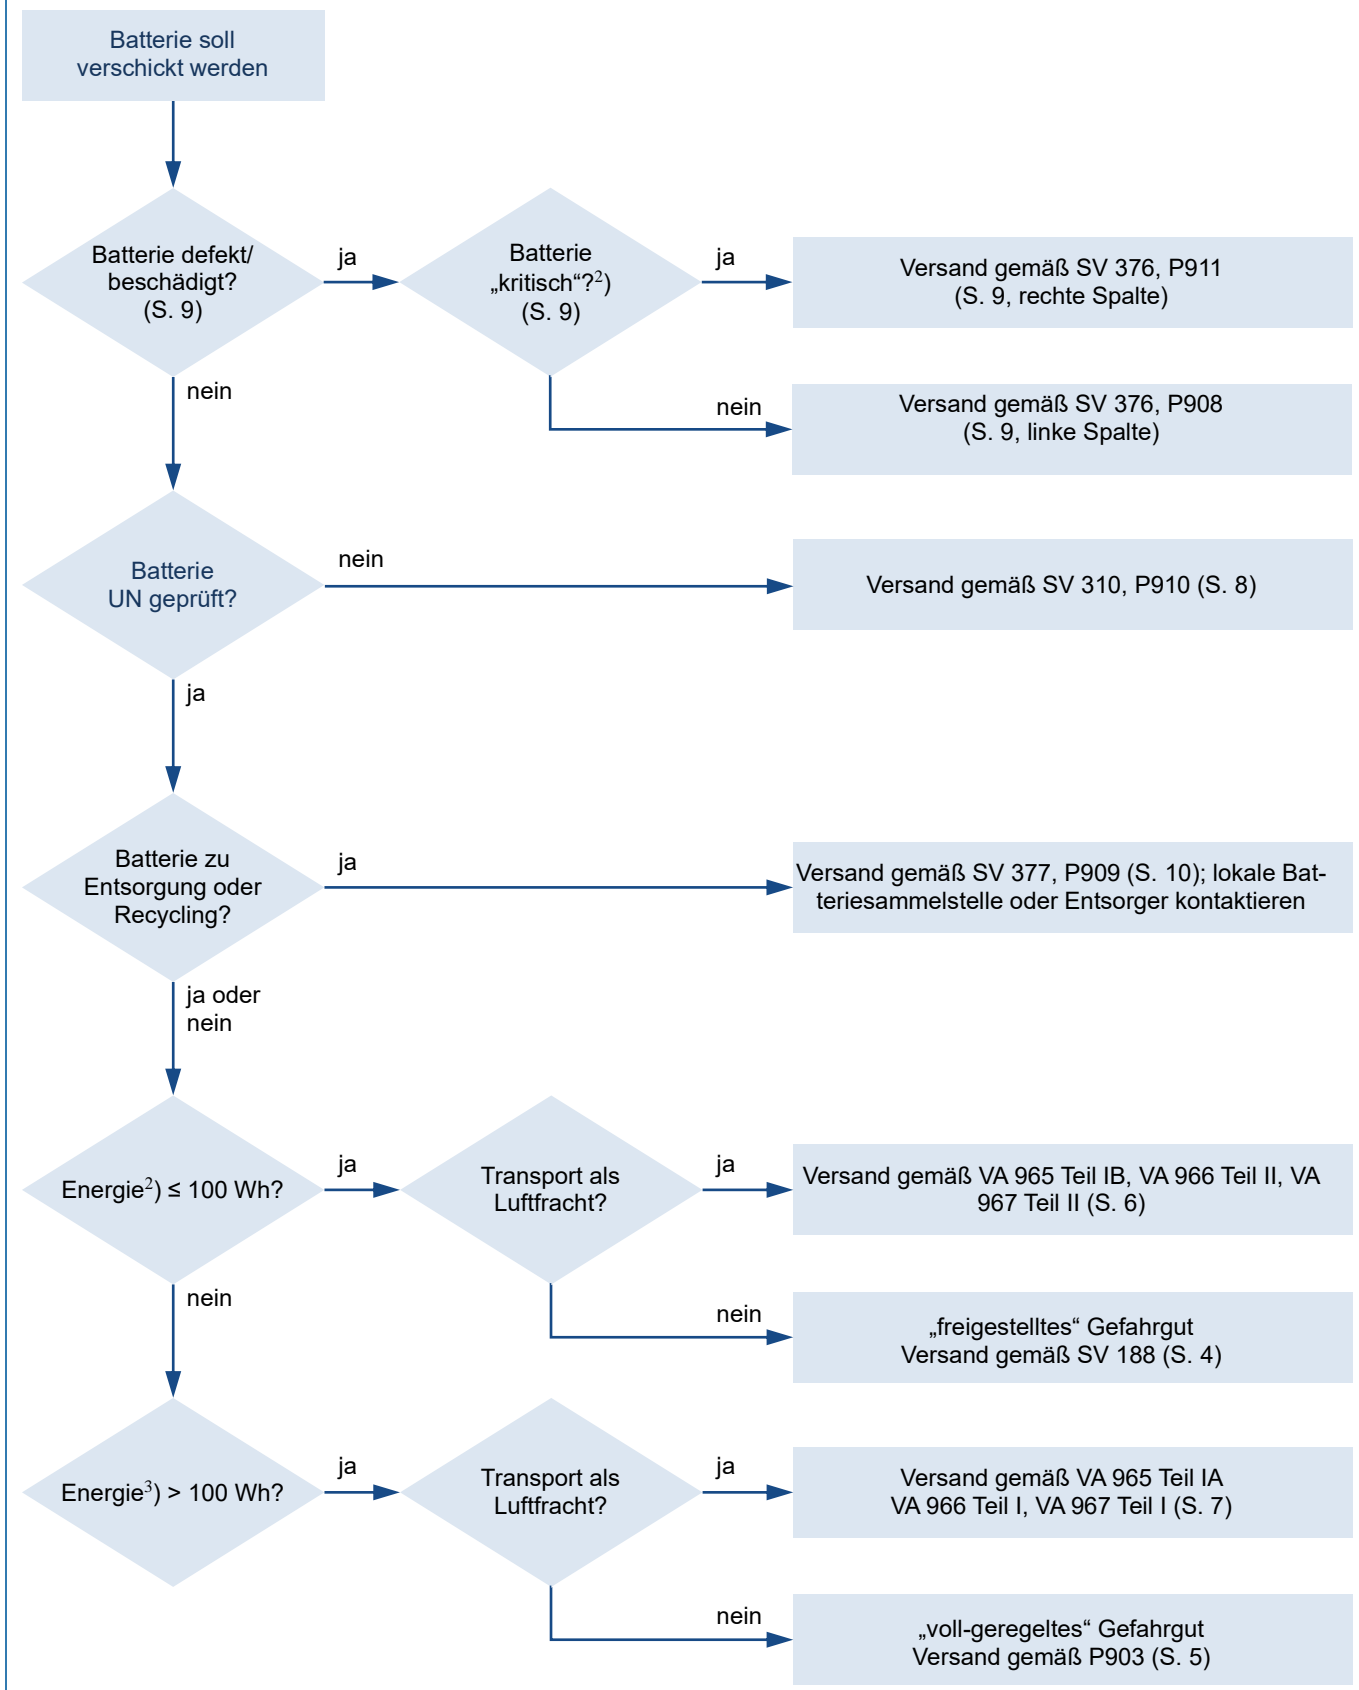 Batterie soll
verschickt werden
Batterie defekt/
beschädigt?
(S. 9)
ja
Batterie
„kritisch“?2)
(S. 9)
ja
Versand gemäß SV 376, P911
(S. 9, rechte Spalte)
nein
nein
Versand gemäß SV 376, P908
(S. 9, linke Spalte)
Batterie
UN geprüft?
nein
Versand gemäß SV 310, P910 (S. 8)
ja
Batterie zu
Entsorgung oder
Recycling?
ja
Versand gemäß SV 377, P909 (S. 10); lokale Bat-
teriesammelstelle oder Entsorger kontaktieren
ja oder
nein
Energie2) ≤ 100 Wh?
ja
Transport als
Luftfracht?
ja
Versand gemäß VA 965 Teil IB, VA 966 Teil II, VA
967 Teil II (S. 6)
nein
nein
„freigestelltes“ Gefahrgut
Versand gemäß SV 188 (S. 4)
Energie3) > 100 Wh?
ja
Transport als
Luftfracht?
ja
Versand gemäß VA 965 Teil IA
VA 966 Teil I, VA 967 Teil I (S. 7)
nein
„voll-geregeltes“ Gefahrgut
Versand gemäß P903 (S. 5)